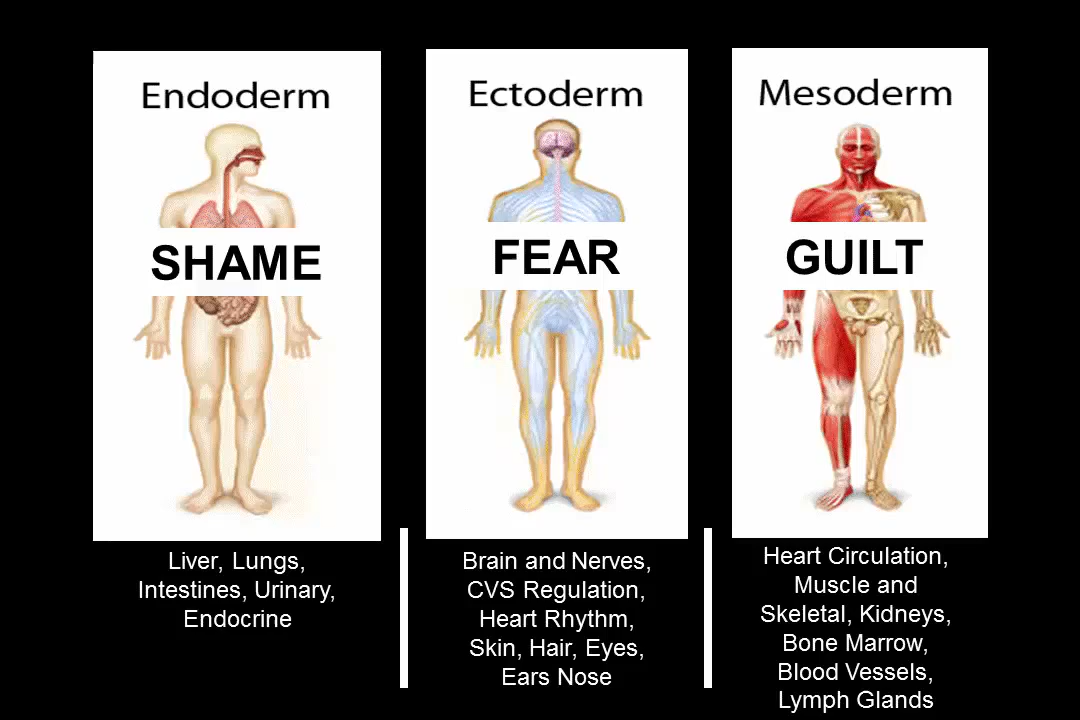 Endoderm
SHAME
Liver, Lungs,
Intestines, Urinary,
Endocrine
Ectoderm
FEAR
Brain and Nerves,
CVS Regulation,
Heart Rhythm,
Skin, Hair, Eyes,
Ears Nose
Mesoderm
GUILT
Heart Circulation,
Muscle and
Skeletal, Kidneys,
Bone Marrow,
Blood Vessels,
Lymph Glands